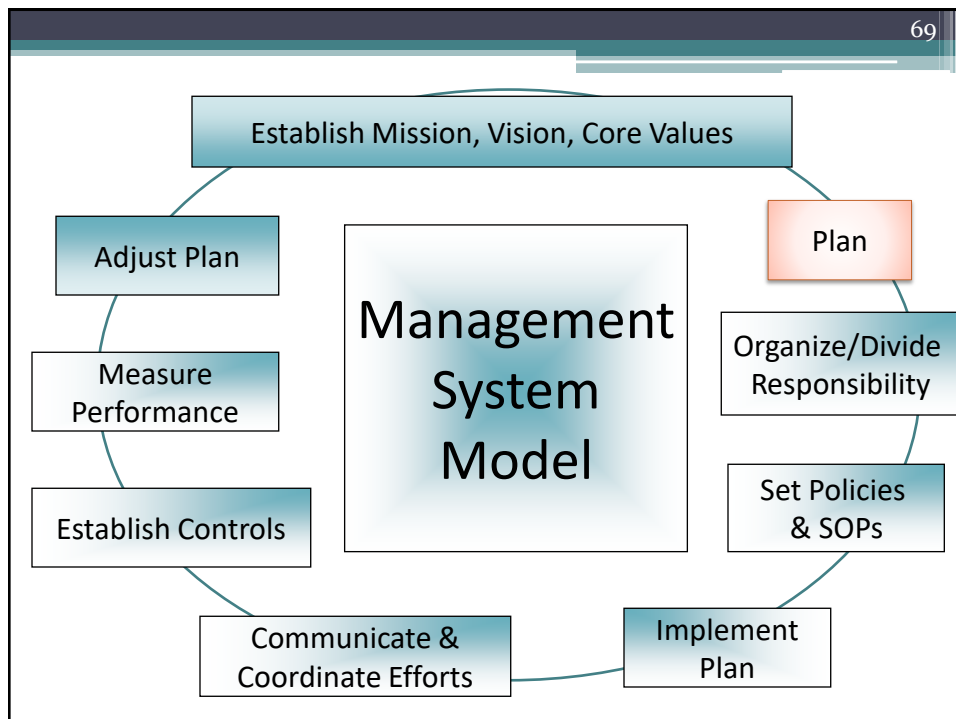 69
Establish Mission, Vision, Core Values
Plan
Organize/Divide
Responsibility
Set Policies
& SOPs
Implement
Plan
Communicate &
Coordinate Efforts
Establish Controls
Measure
Performance
Adjust Plan
Management
System
Model